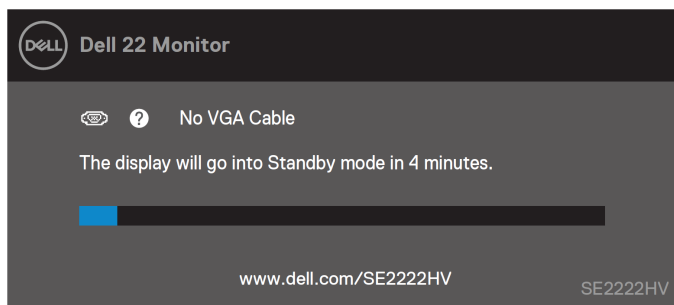 DELL Dell 22 Monitor
? No VGA Cable
The display will go into Standby mode in 4 minutes.
www.dell.com/SE2222HV
SE2222HV